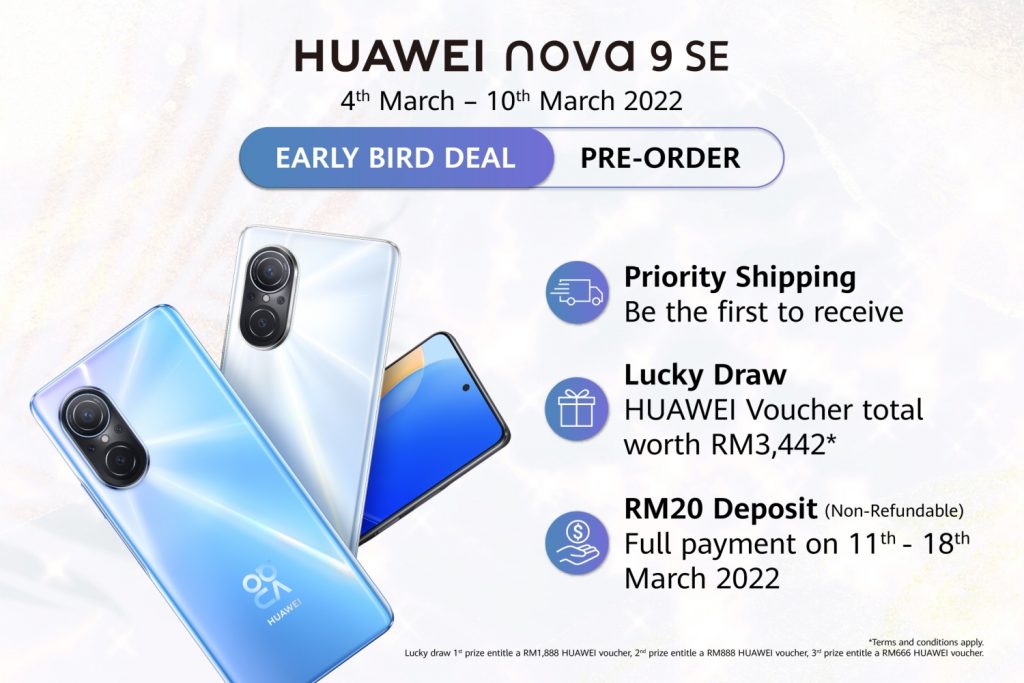 HUAWEI nova 9 SE
4th March – 10th March 2022
EARLY BIRD DEAL PRE-ORDER
Priority Shipping
Be the first to receive
Lucky Draw
HUAWEI Voucher total
worth RM3,442*
RM20 Deposit (Non-Refundable)
Full payment on 11th - 18th
March 2022
nova
HUAWEI
*Terms and conditions apply.
Lucky draw 1st prize entitle a RM1,888 HUAWEI voucher, 2nd prize entitle a RM888 HUAWEI voucher, 3rd prize entitle a RM666 HUAWEI voucher.